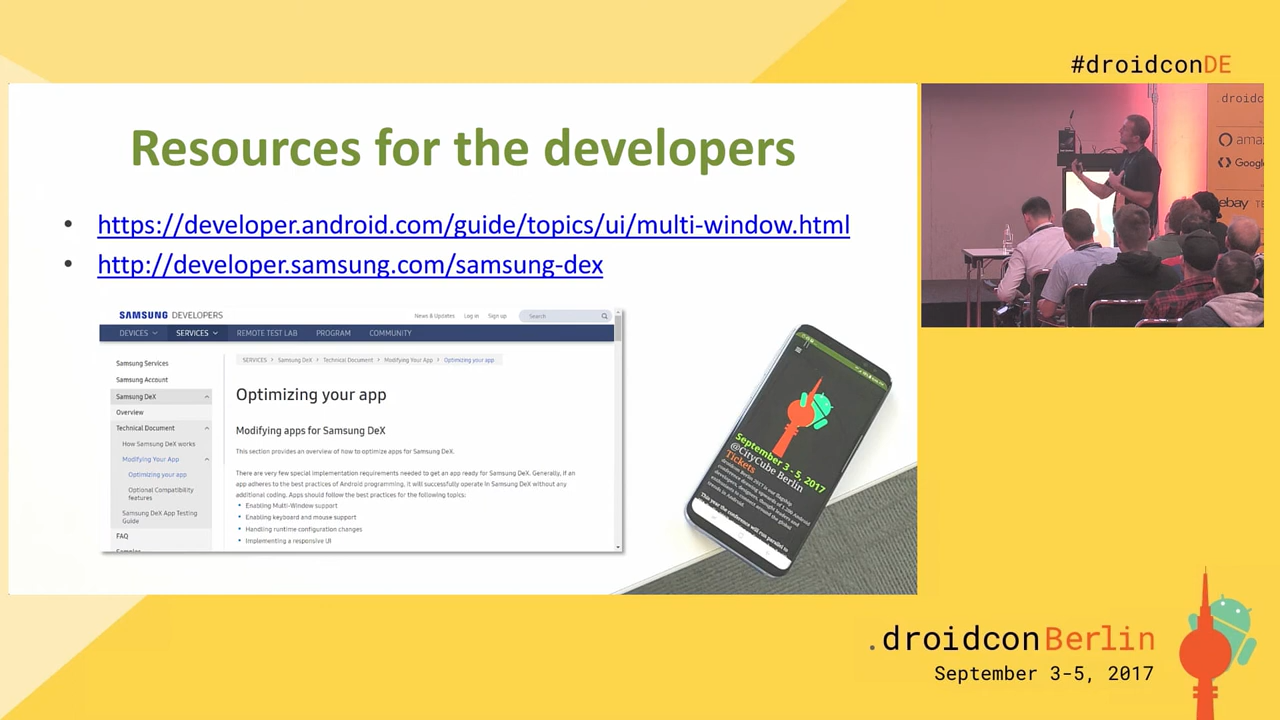 #droidconDE
Resources for the developers
• https://developer.android.com/guide/topics/ui/multi-window.html
• http://developer.samsung.com/samsung-dex
SAMSUNG DEVELOPERS
News & Updates Log in Sign up Search
DEVICES SERVICES REMOTE TEST LAB PROGRAM COMMUNITY
Samsung Services
Samsung Account
Samsung DeX
Overview
Technical Document
How Samsung DeX works
Modifying Your App
Optimizing your app
Optional Compatibility
features
Samsung DeX App Testing
Guide
FAQ
SERVICES > Samsung DeX > Technical Document > Modifying Your App > Optimizing your app
Optimizing your app
Modifying apps for Samsung DeX
This section provides an overview of how to optimize apps for Samsung DeX.
There are very few special implementation requirements needed to get an app ready for Samsung DeX. Generally, if an
app adheres to the best practices of Android programming, it will successfully operate in Samsung DeX without any
additional coding. Apps should follow the best practices for the following topics:
• Enabling Multi-Window support
• Enabling keyboard and mouse support
• Handling runtime configuration changes
• Implementing a responsive UI
September 3 - 5, 2017
@CityCube Berlin
Tickets
.droidc
amaz
Google
ebay
.droidconBerlin
September 3-5, 2017